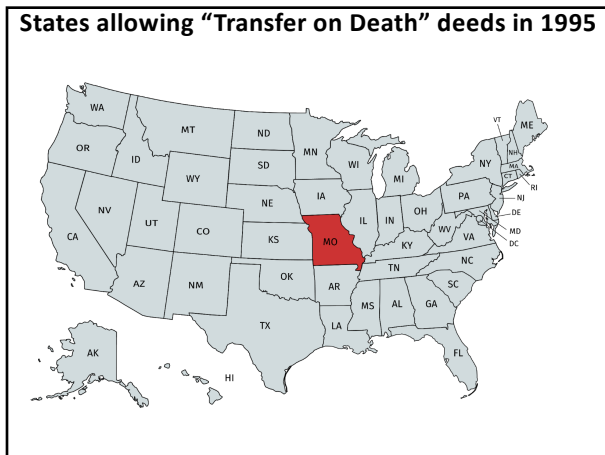 States allowing “Transfer on Death” deeds in 1995
WA
MT
ND
MN
ME
VT
NH
OR
ID
SD
WI
NY
MA
CT
RI
WY
MI
IA
PA
NJ
NV
NE
OH
DE
IL
IN
MD
UT
CO
WV
VA
DC
CA
KS
MO
KY
NC
TN
AZ
NM
OK
AR
SC
MS
AL
GA
TX
LA
AK
FL
HI